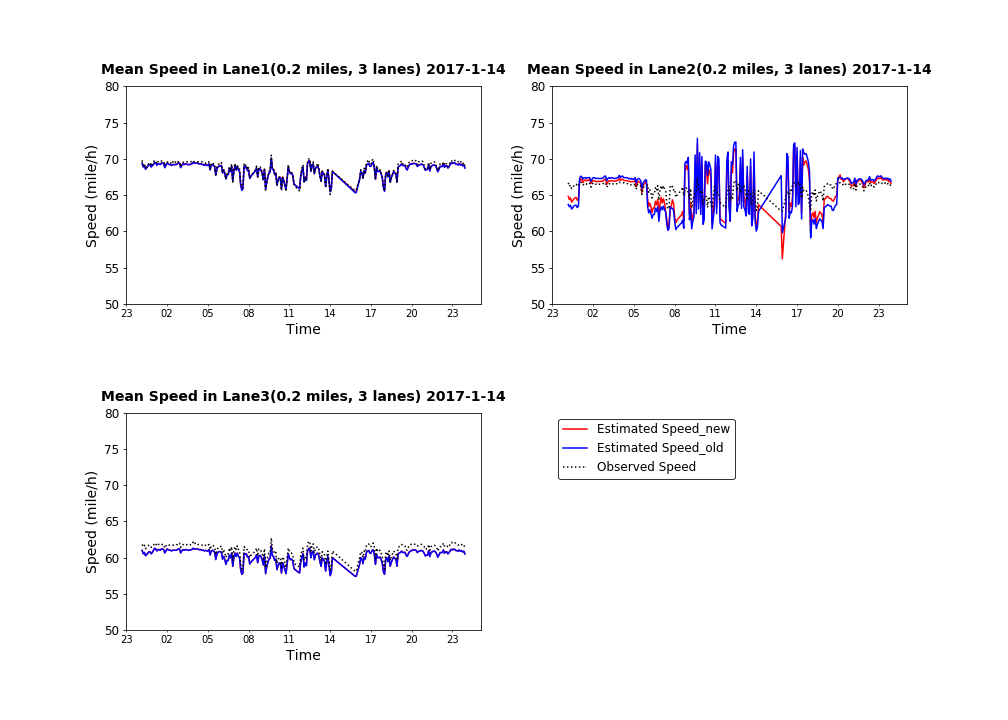 Mean Speed in Lane1(0.2 miles, 3 lanes) 2017-1-14
80
75
70
65
60
55
50
Speed (mile/h)
23 02 05 08 11 14 17 20 23
Time
Mean Speed in Lane2(0.2 miles, 3 lanes) 2017-1-14
80
75
70
65
60
55
50
Speed (mile/h)
23 02 05 08 11 14 17 20 23
Time
Mean Speed in Lane3(0.2 miles, 3 lanes) 2017-1-14
80
75
70
65
60
55
50
Speed (mile/h)
23 02 05 08 11 14 17 20 23
Time
Estimated Speed_new
Estimated Speed_old
Observed Speed